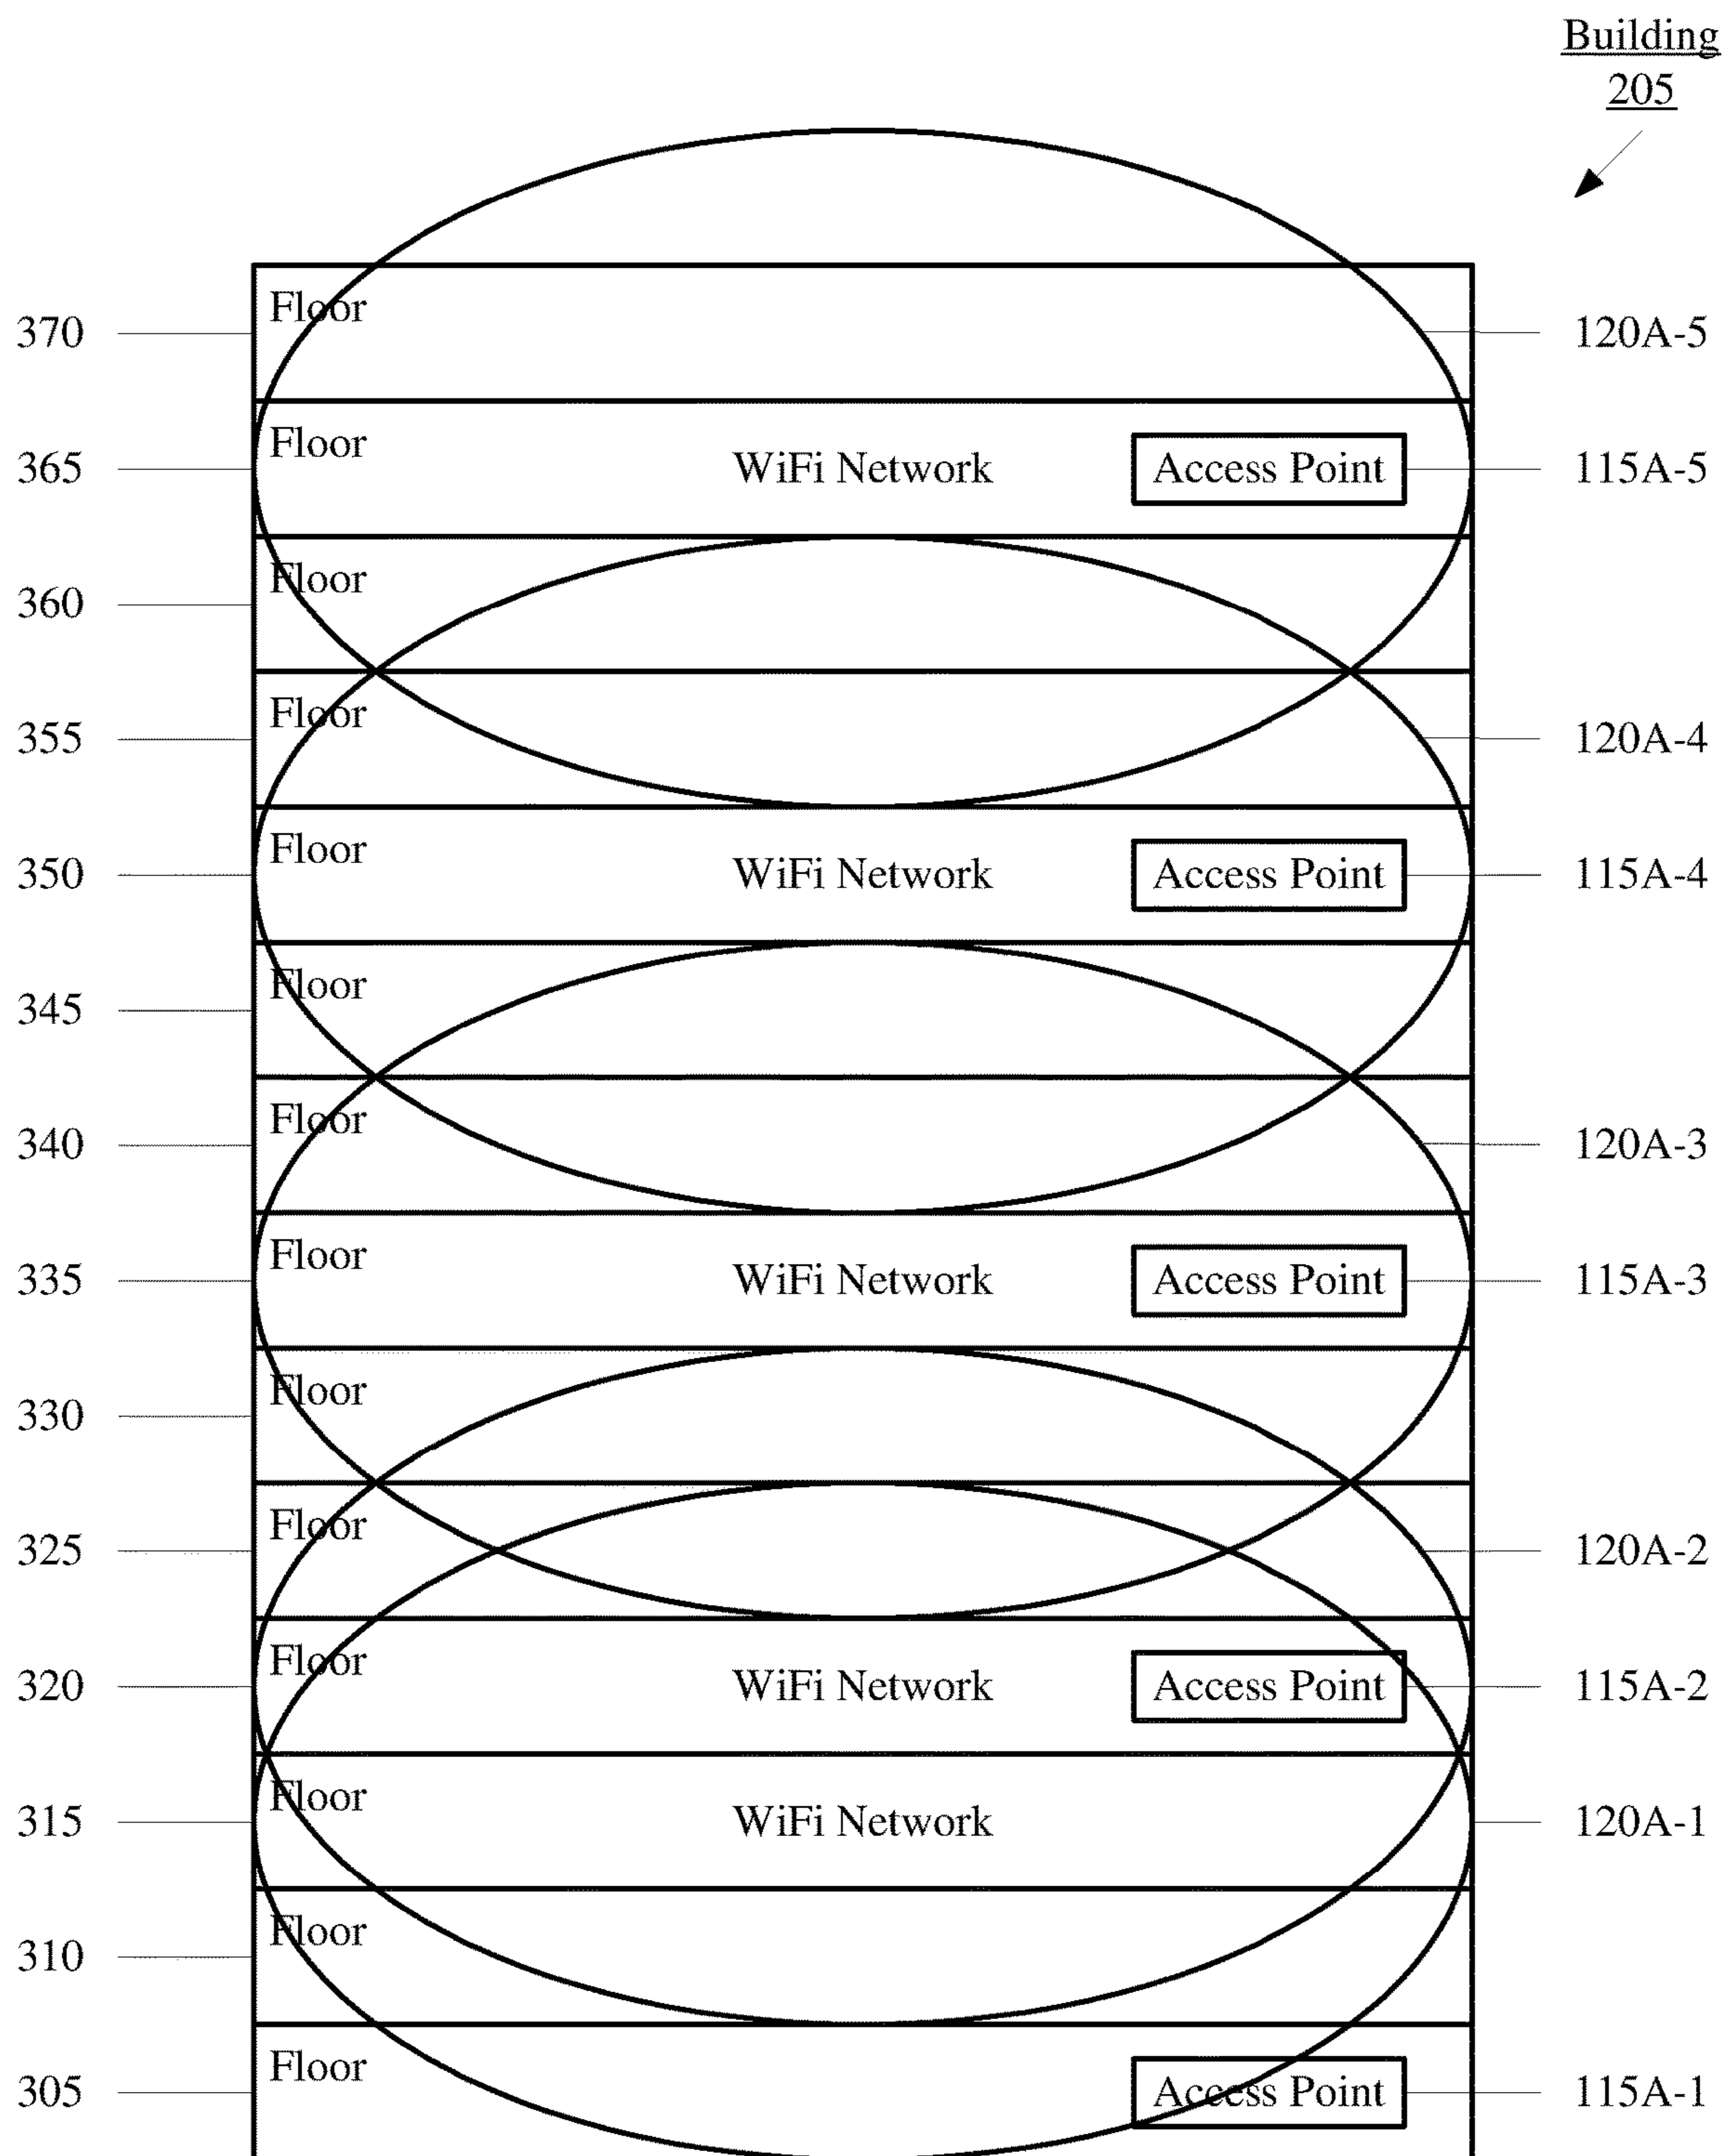 Building
205
Floor
370
120A-5
Floor
365
WiFi Network
Access Point
115A-5
Floor
360
Floor
355
120A-4
Floor
350
WiFi Network
Access Point
115A-4
Floor
345
Floor
340
120A-3
Floor
335
WiFi Network
Access Point
115A-3
Floor
330
Floor
325
120A-2
Floor
320
WiFi Network
Access Point
115A-2
Floor
315
WiFi Network
120A-1
Floor
310
Floor
305
Access Point
115A-1